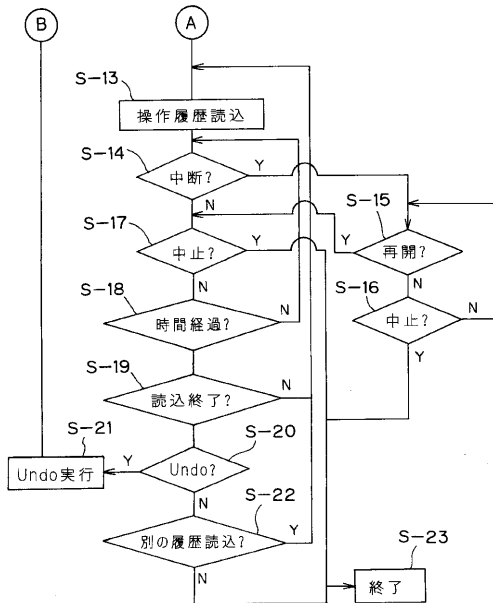 B
A
S-13
操作履歴読込
S-14
中断?
Y
N
S-15
再開?
Y
N
S-17
中止?
Y
N
S-16
中止?
N
Y
S-18
時間経過?
N
S-19
読込終了?
N
S-21
Undo実行
Y
S-20
Undo?
N
S-22
別の履歴読込?
Y
N
S-23
終了